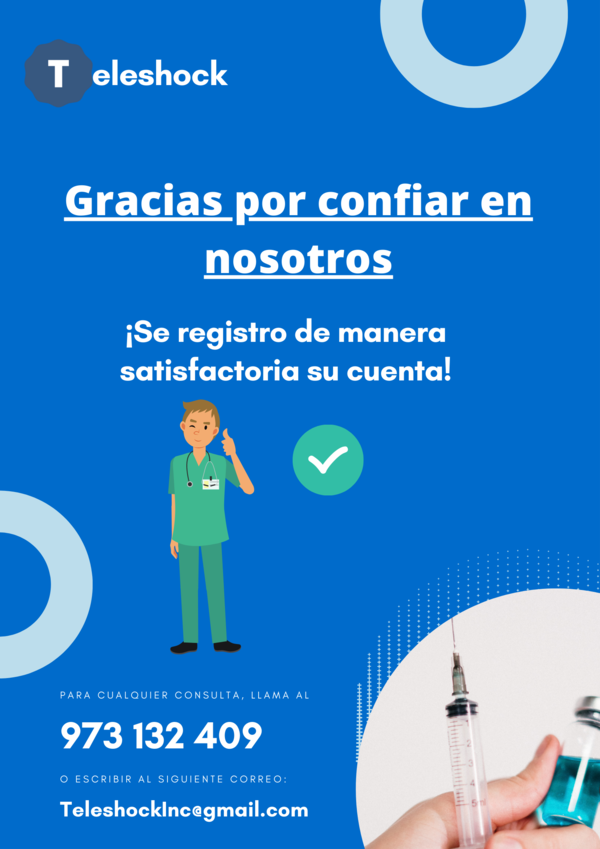 Teleshock
Gracias por confiar en
nosotros
¡Se registro de manera
satisfactoria su cuenta!
PARA CUALQUIER CONSULTA, LLAMA AL
973 132 409
O ESCRIBIR AL SIGUIENTE CORREO:
TeleshockInc@gmail.com